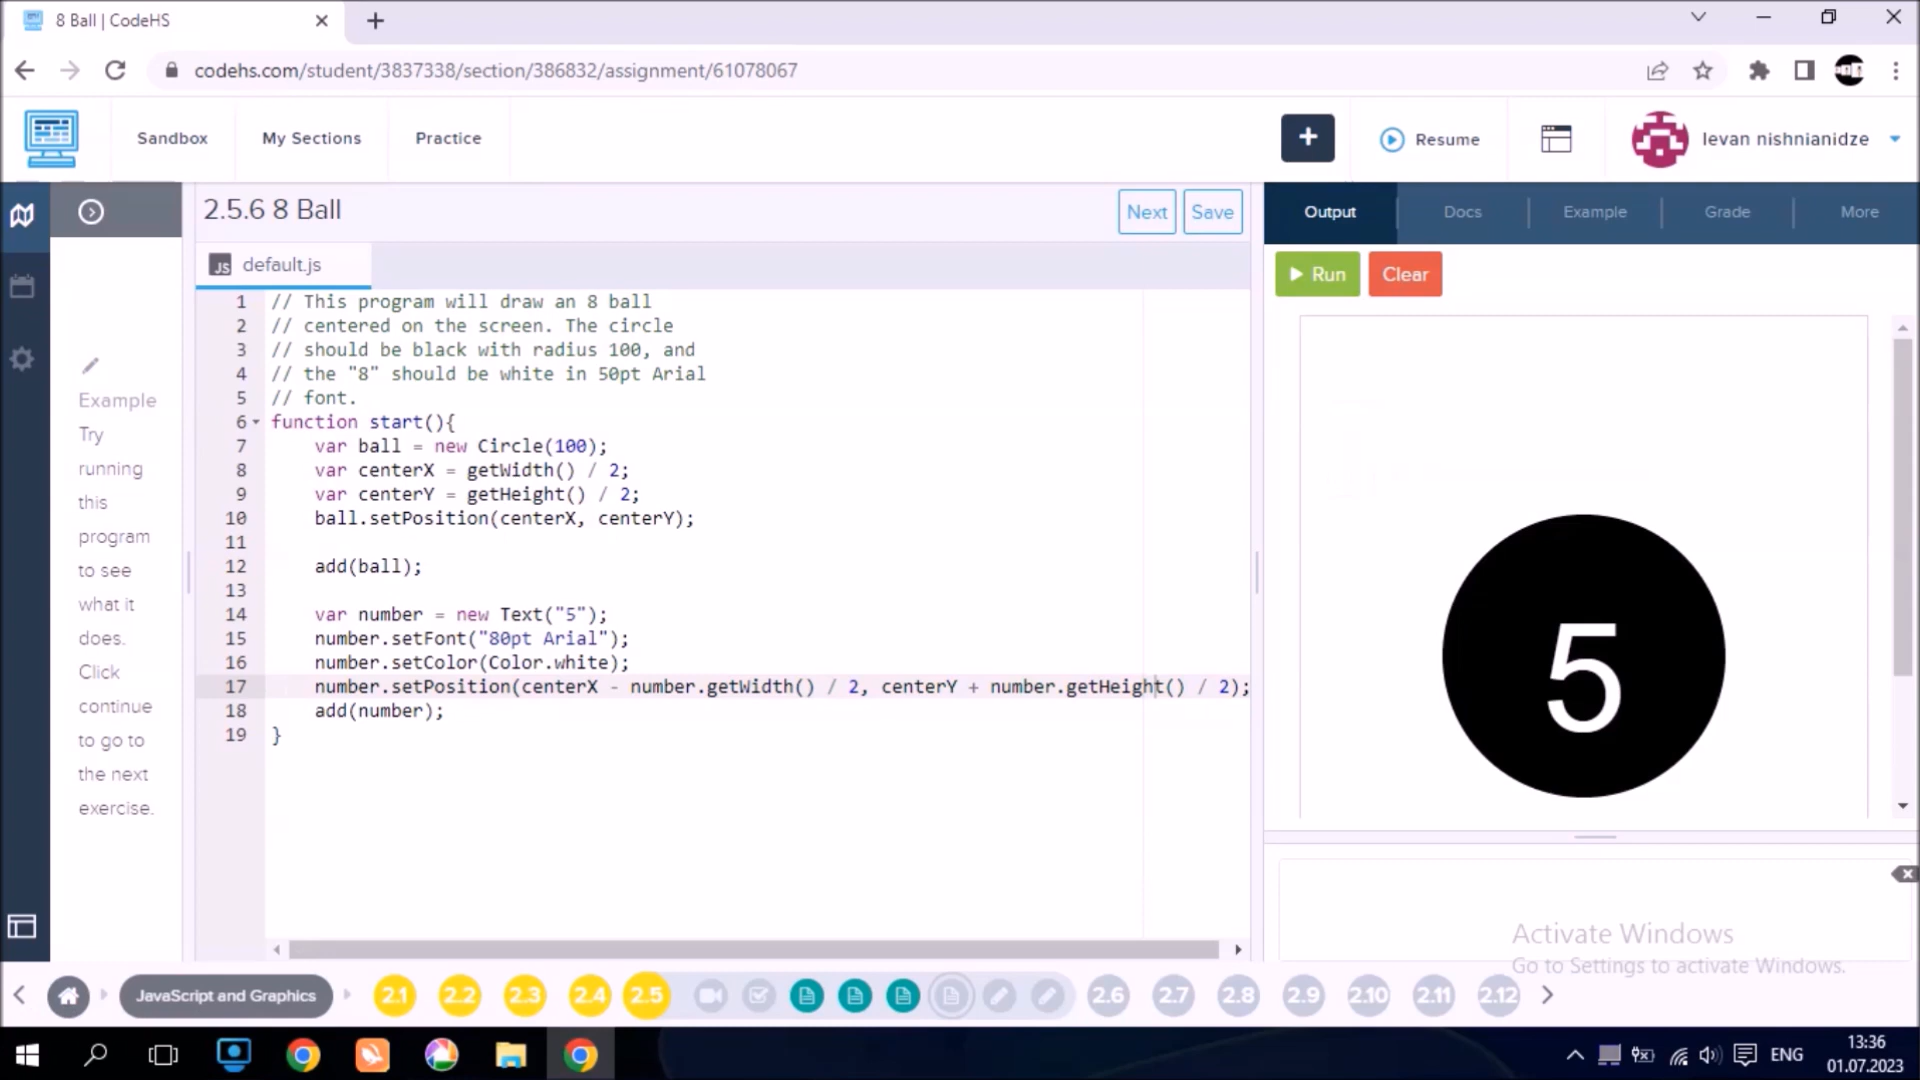 8 Ball | CodeHS
codehs.com/student/3837338/section/386832/assignment/61078067
Sandbox
My Sections
Practice
+
Resume
levan nishnianidze
2.5.6 8 Ball
Next
Save
Output
Docs
Example
Grade
More
JS default.js
Run
Clear
Example
Try
running
this
program
to see
what it
does.
Click
continue
to go to
the next
exercise.
1 // This program will draw an 8 ball
2 // centered on the screen. The circle
3 // should be black with radius 100, and
4 // the "8" should be white in 50pt Arial
5 // font.
6 function start(){
7 var ball = new Circle(100);
8 var centerX = getWidth() / 2;
9 var centerY = getHeight() / 2;
10 ball.setPosition(centerX, centerY);
11
12 add(ball);
13
14 var number = new Text("5");
15 number.setFont("80pt Arial");
16 number.setColor(Color.white);
17 number.setPosition(centerX - number.getWidth() / 2, centerY + number.getHeight() / 2);
18 add(number);
19 }
5
Activate Windows
Go to Settings to activate Windows.
JavaScript and Graphics
2.1
2.2
2.3
2.4
2.5
2.6
2.7
2.8
2.9
2.10
2.11
2.12
ENG
13:36
01.07.2023